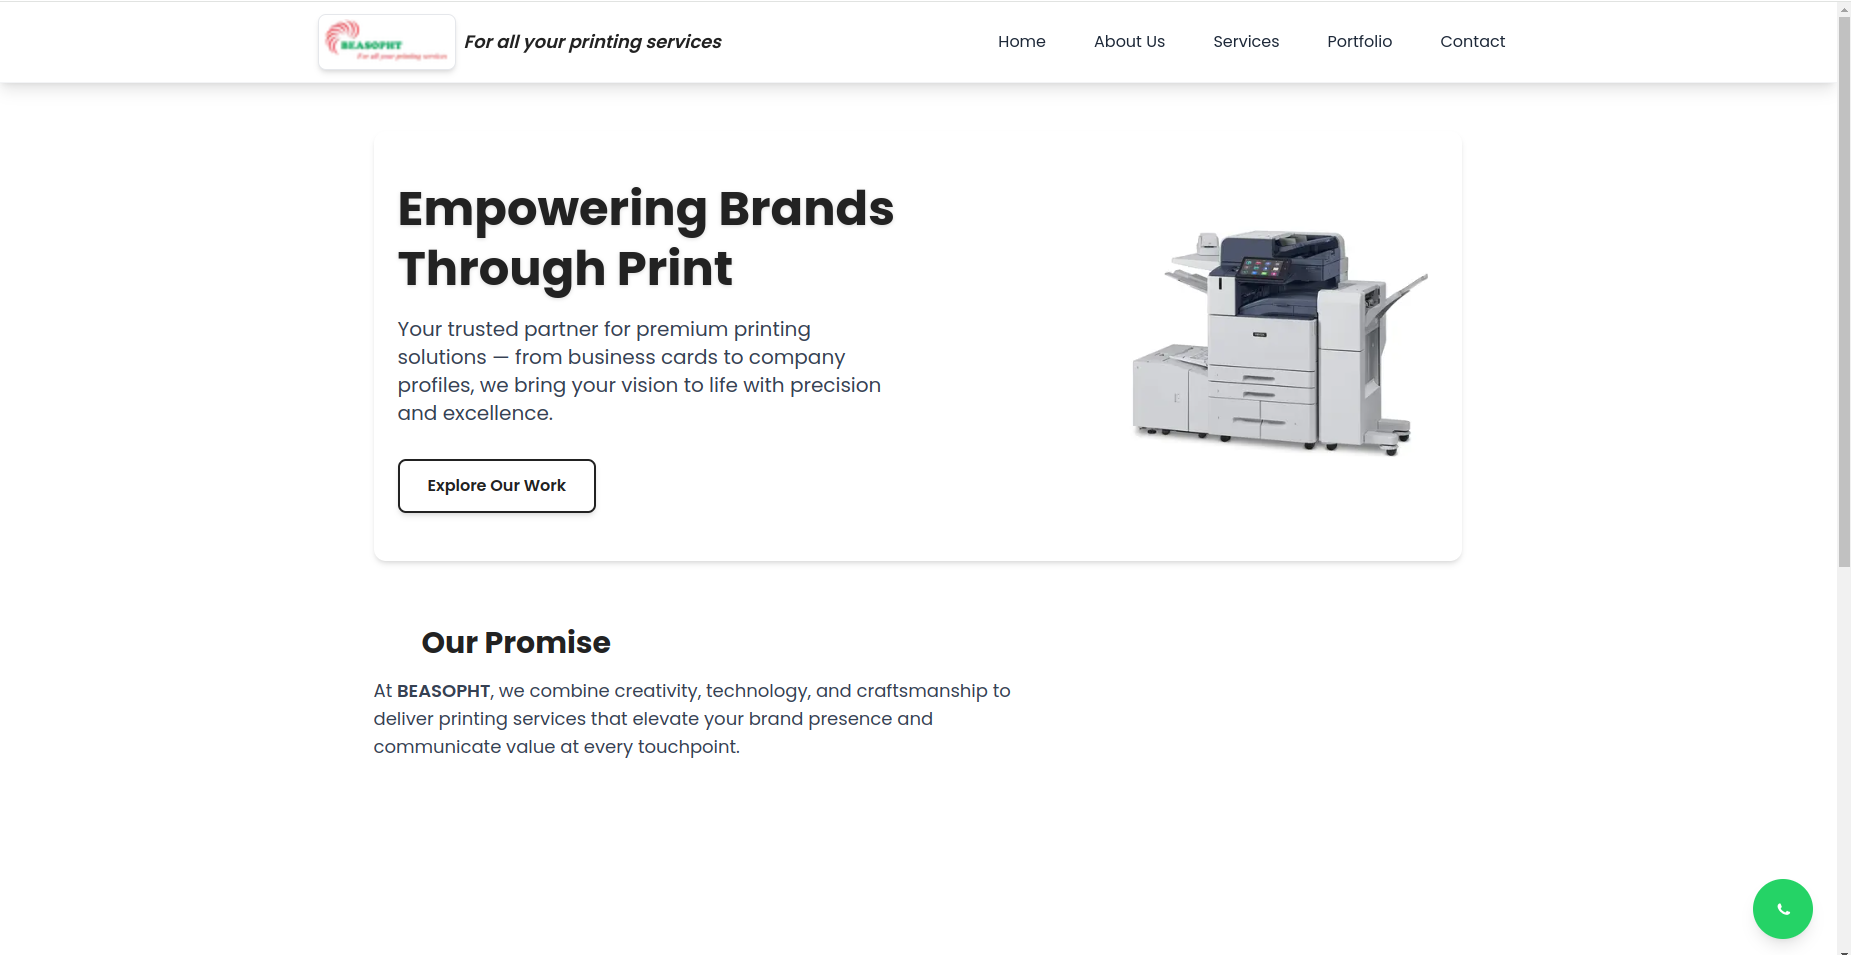 BEASOPHT
For all your printing services
For all your printing services
Home
About Us
Services
Portfolio
Contact
Empowering Brands
Through Print
Your trusted partner for premium printing
solutions — from business cards to company
profiles, we bring your vision to life with precision
and excellence.
Explore Our Work
Our Promise
At BEASOPHT, we combine creativity, technology, and craftsmanship to
deliver printing services that elevate your brand presence and
communicate value at every touchpoint.